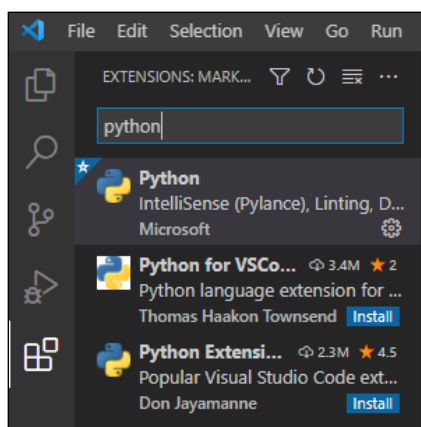 File Edit Selection View Go Run
EXTENSIONS: MARK... ...
python
Python
IntelliSense (Pylance), Linting, D...
Microsoft
Python for VSCo... 3.4M ★ 2
Python language extension for ...
Thomas Haakon Townsend Install
Python Extensi... 2.3M ★ 4.5
Popular Visual Studio Code ext...
Don Jayamanne Install